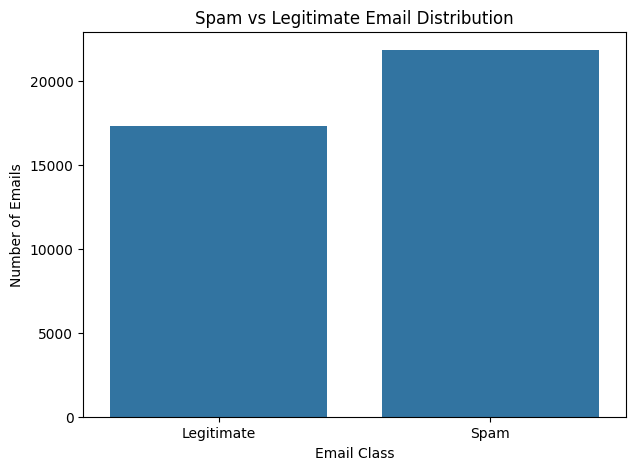 Spam vs Legitimate Email Distribution
20000
15000
10000
5000
0
Number of Emails
Legitimate
Spam
Email Class